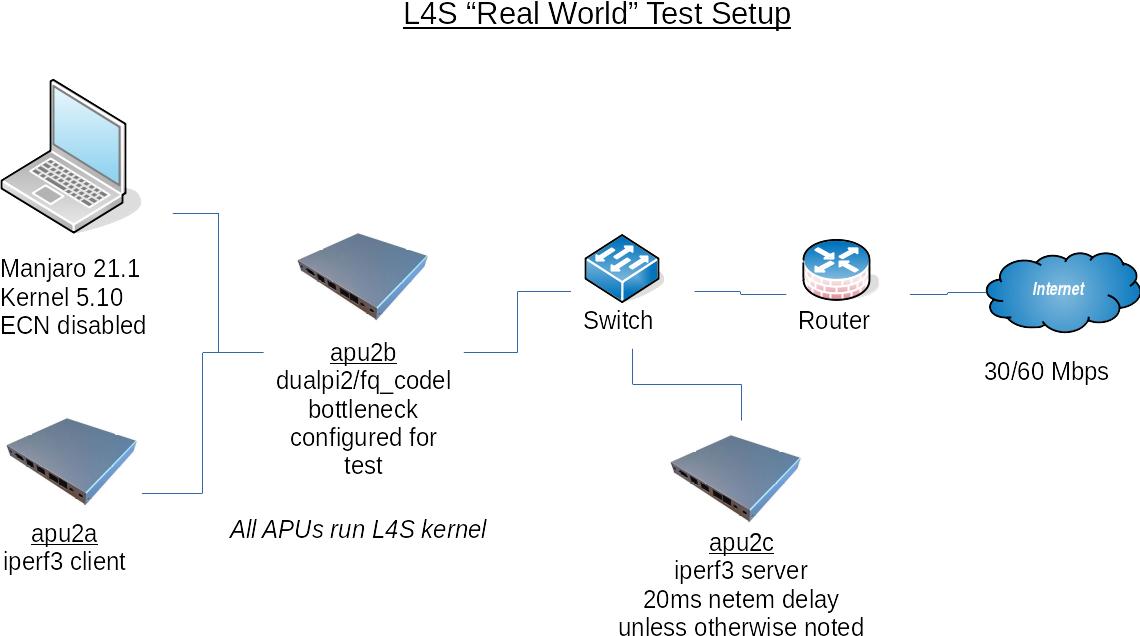 L4S “Real World” Test Setup
Manjaro 21.1
Kernel 5.10
ECN disabled
apu2b
dualpi2/fq_codel
bottleneck
configured for
test
Switch
Router
Internet
30/60 Mbps
apu2a
iperf3 client
All APUs run L4S kernel
apu2c
iperf3 server
20ms netem delay
unless otherwise noted